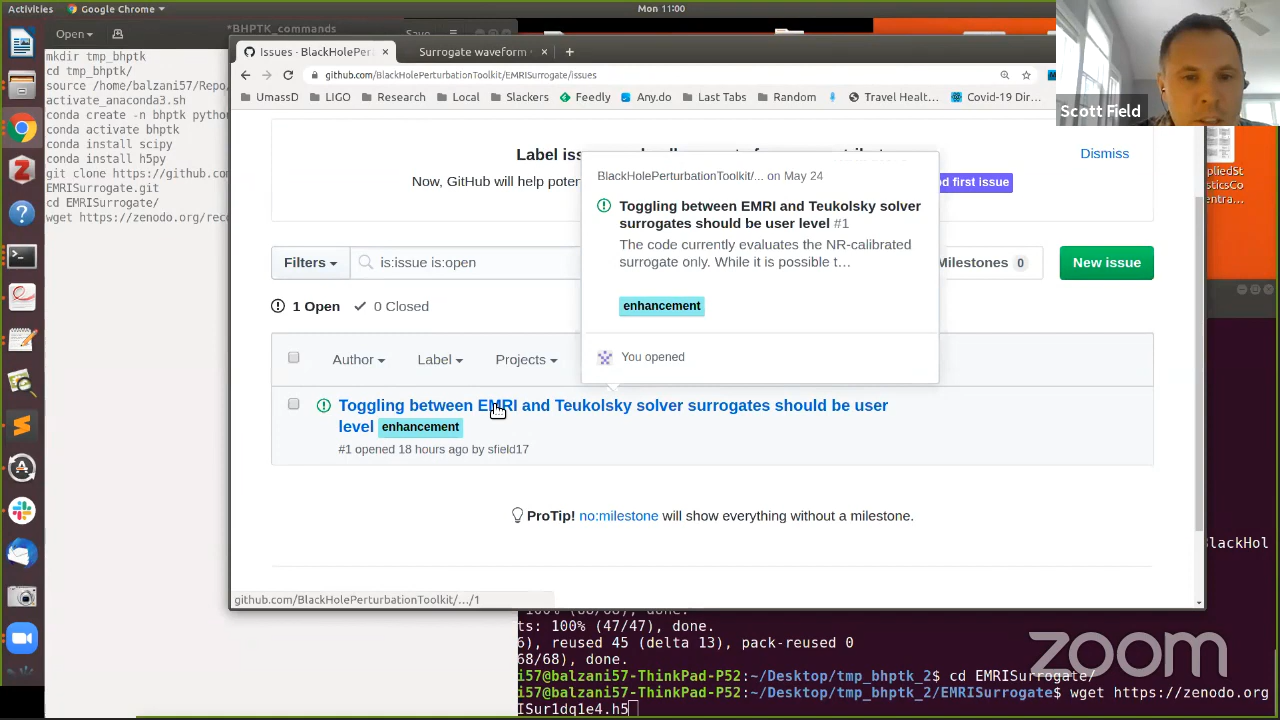 Activities
Google Chrome
Mon 11:00
Open
*BHPTK_commands
Save
mkdir tmp_bhptk
cd tmp_bhptk/
source /home/balzani57/Repo/
activate_anaconda3.sh
conda create -n bhptk python
conda activate bhptk
conda install scipy
conda install h5py
git clone https://github.co
EMRISurrogate.git
cd EMRISurrogate/
wget https://zenodo.org/reco
Issues · BlackHolePer
Surrogate waveform
github.com/BlackHolePerturbationToolkit/EMRISurrogate/issues
UmassD
LIGO
Research
Local
Slackers
Feedly
Any.do
Last Tabs
Random
Travel Healt...
Covid-19 Dir...
Scott Field
Dismiss
Now, GitHub will help poten
d first issue
BlackHolePerturbationToolkit/... on May 24
Toggling between EMRI and Teukolsky solver
surrogates should be user level #1
The code currently evaluates the NR-calibrated
surrogate only. While it is possible t...
enhancement
You opened
Filters
is:issue is:open
Milestones 0
New issue
1 Open
0 Closed
Author
Label
Projects
Toggling between EMRI and Teukolsky solver surrogates should be user
level enhancement
#1 opened 18 hours ago by sfield17
ProTip! no:milestone will show everything without a milestone.
github.com/BlackHolePerturbationToolkit/.../1
BlackHol
ts: 100% (47/47), done.
6), reused 45 (delta 13), pack-reused 0
68/68), done.
i57@balzani57-ThinkPad-P52:~/Desktop/tmp_bhptk_2$ cd EMRISurrogate/
i57@balzani57-ThinkPad-P52:~/Desktop/tmp_bhptk_2/EMRISurrogate$ wget https://zenodo.org
ISur1dq1e4.h5
zoom